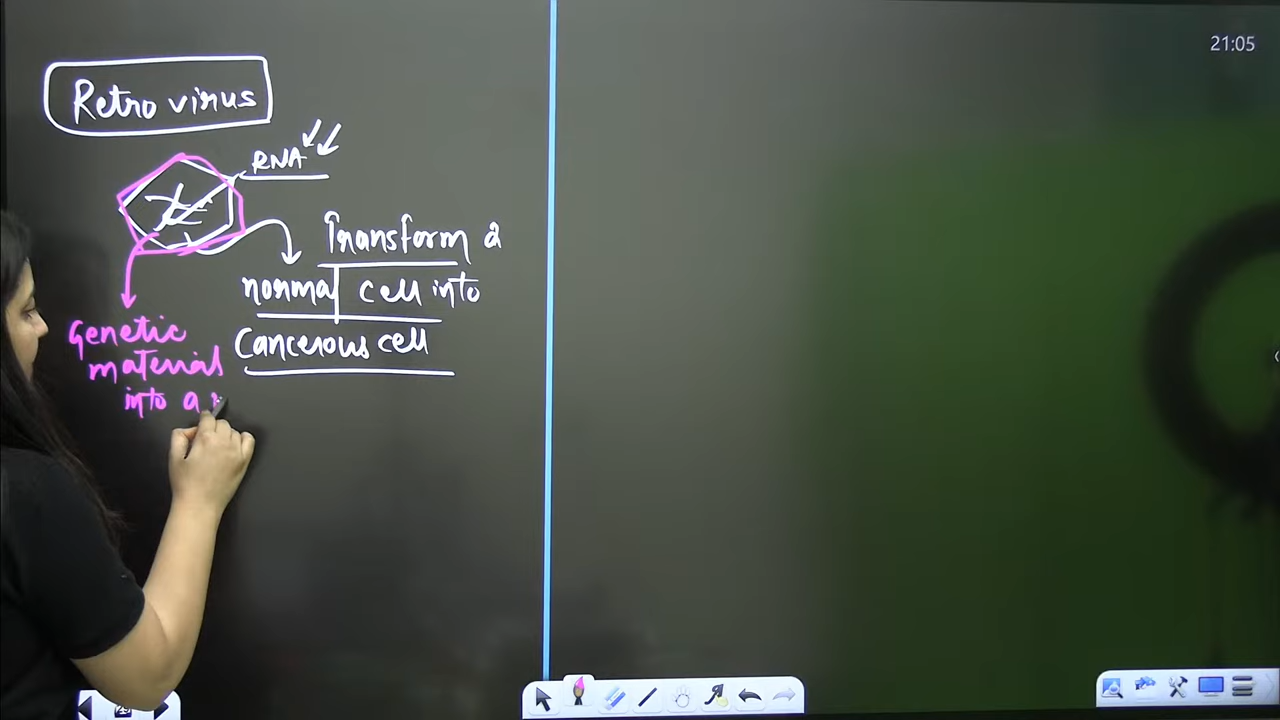 21:05
Retro virus
RNA
Transform a
normal cell into
Cancerous cell
Genetic
material
into a